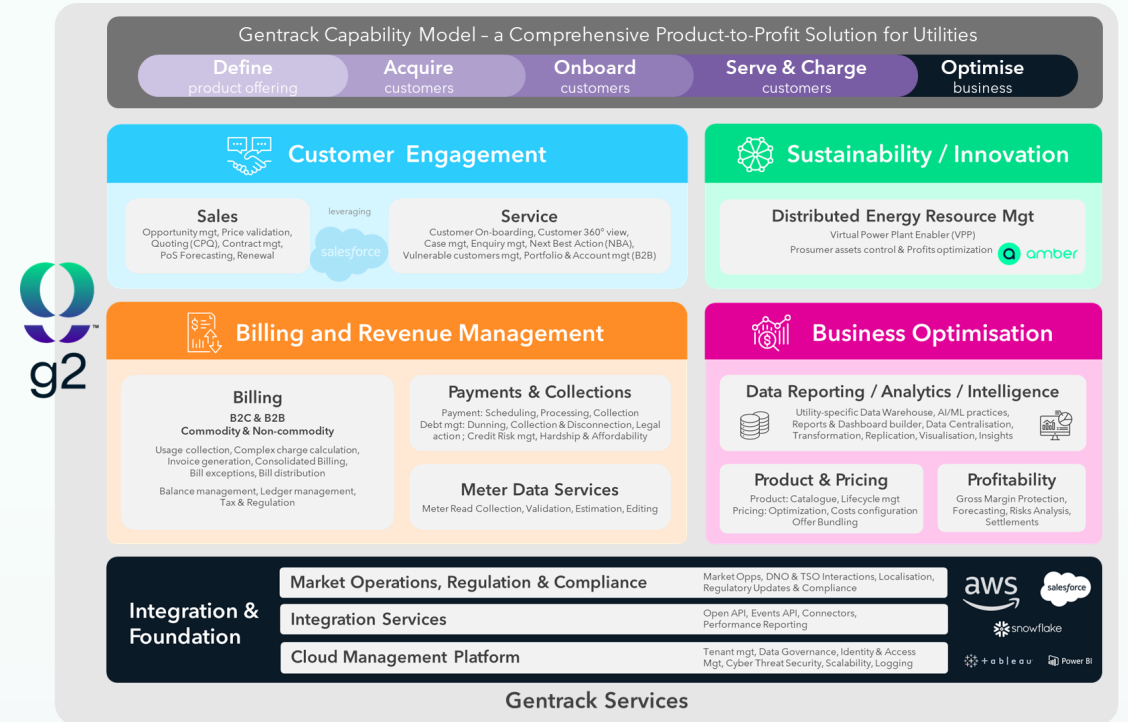 Gentrack Capability Model – a Comprehensive Product-to-Profit Solution for Utilities
Define
product offering
Acquire
customers
Onboard
customers
Serve & Charge
customers
Optimise
business
Customer Engagement
Sales
Opportunity mgt, Price validation,
Quoting (CPQ), Contract mgt,
PoS Forecasting, Renewal
leveraging
salesforce
Service
Customer On-boarding, Customer 360° view,
Case mgt, Enquiry mgt, Next Best Action (NBA),
Vulnerable customers mgt, Portfolio & Account mgt (B2B)
Sustainability / Innovation
Distributed Energy Resource Mgt
Virtual Power Plant Enabler (VPP)
Prosumer assets control & Profits optimization
a amber
™
g2
Billing and Revenue Management
Billing
B2C & B2B
Commodity & Non-commodity
Usage collection, Complex charge calculation,
Invoice generation, Consolidated Billing,
Bill exceptions, Bill distribution
Balance management, Ledger management,
Tax & Regulation
Payments & Collections
Payment: Scheduling, Processing, Collection
Debt mgt: Dunning, Collection & Disconnection, Legal
action ; Credit Risk mgt, Hardship & Affordability
Meter Data Services
Meter Read Collection, Validation, Estimation, Editing
Business Optimisation
Data Reporting / Analytics / Intelligence
Utility-specific Data Warehouse, AI/ML practices,
Reports & Dashboard builder, Data Centralisation,
Transformation, Replication, Visualisation, Insights
Product & Pricing
Product: Catalogue, Lifecycle mgt
Pricing: Optimization, Costs configuration
Offer Bundling
Profitability
Gross Margin Protection,
Forecasting, Risks Analysis,
Settlements
Integration &
Foundation
Market Operations, Regulation & Compliance
Market Opps, DNO & TSO Interactions, Localisation,
Regulatory Updates & Compliance
Integration Services
Open API, Events API, Connectors,
Performance Reporting
Cloud Management Platform
Tenant mgt, Data Governance, Identity & Access
Mgt, Cyber Threat Security, Scalability, Logging
aws
salesforce
snowflake
tableau
Power BI
Gentrack Services